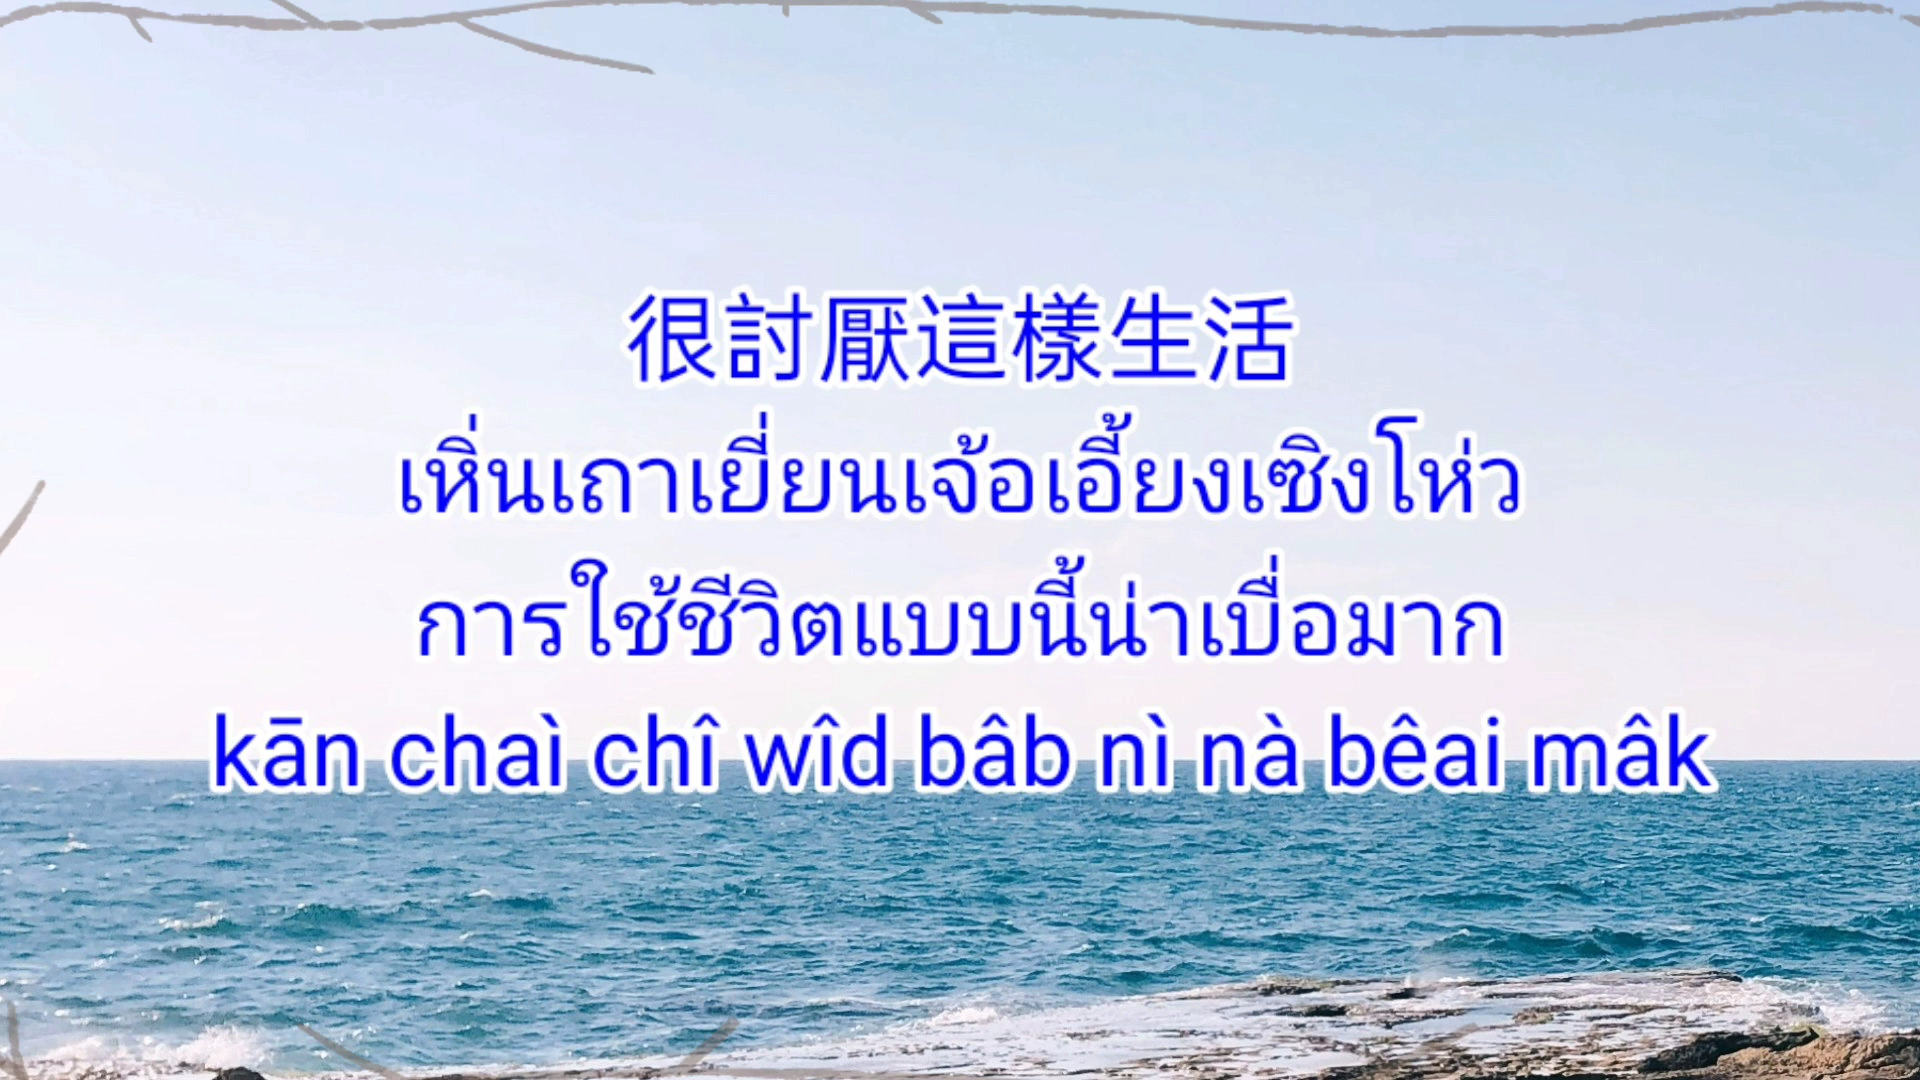 很討厭這樣生活
เหิ่นเถาเยี่ยนเจ้อเอี้ยงเซิงโห่ว
การใช้ชีวิตแบบนี้น่าเบื่อมาก
kān chaì chî wîd bâb nì nà bêai mâk